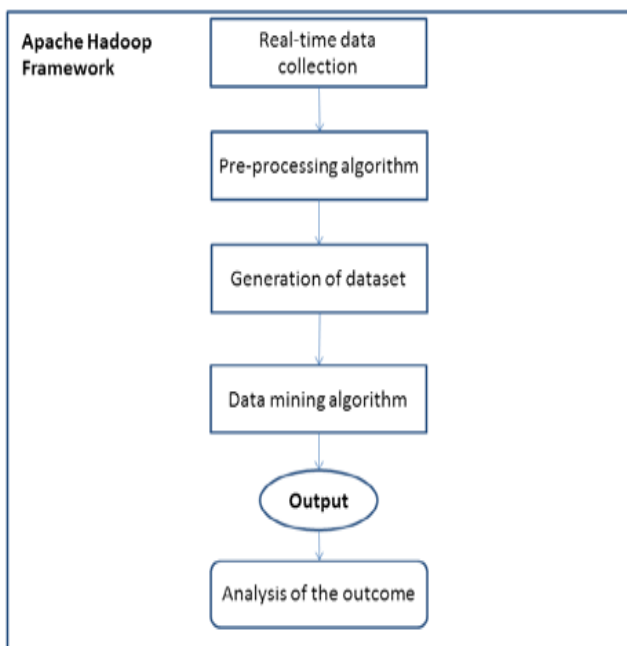 Apache Hadoop
Framework
Real-time data
collection
Pre-processing algorithm
Generation of dataset
Data mining algorithm
Output
Analysis of the outcome